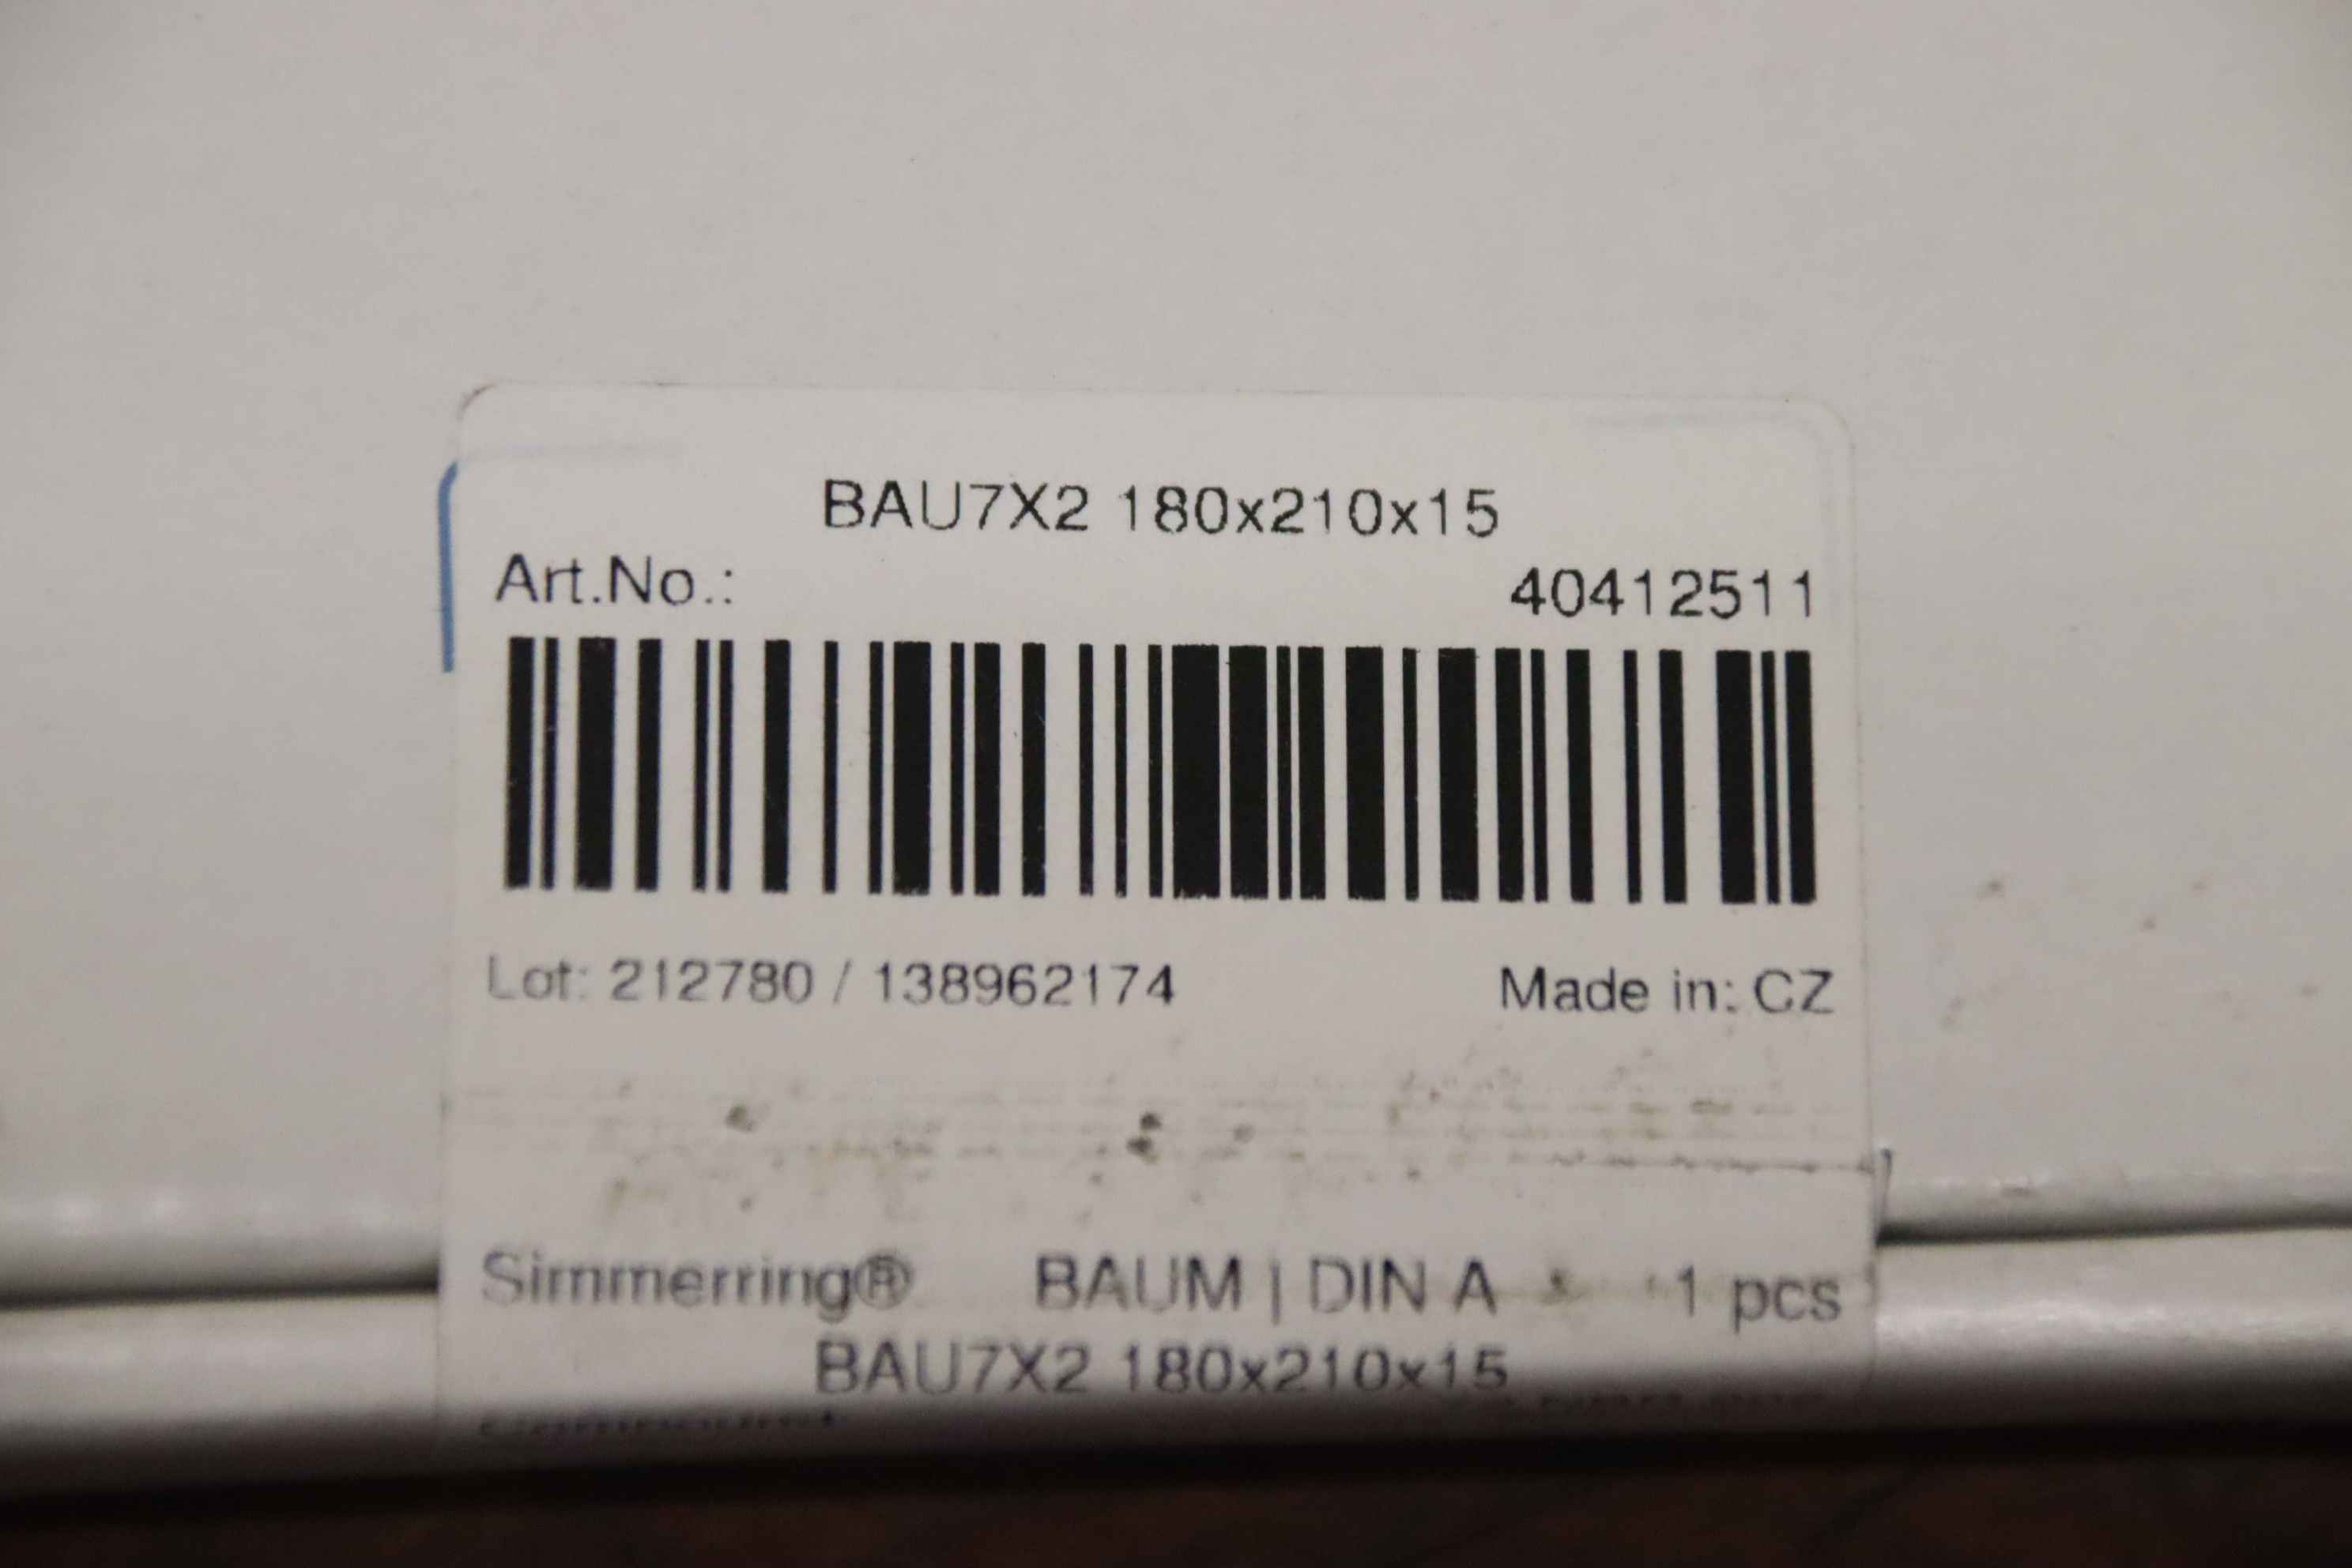 BAU7X2 180x210x15
Art.No.: 40412511
Lot: 212780 / 138962174 Made in: CZ
Simmerring® BAUM | DIN A 1 pcs
BAU7X2 180x210x15